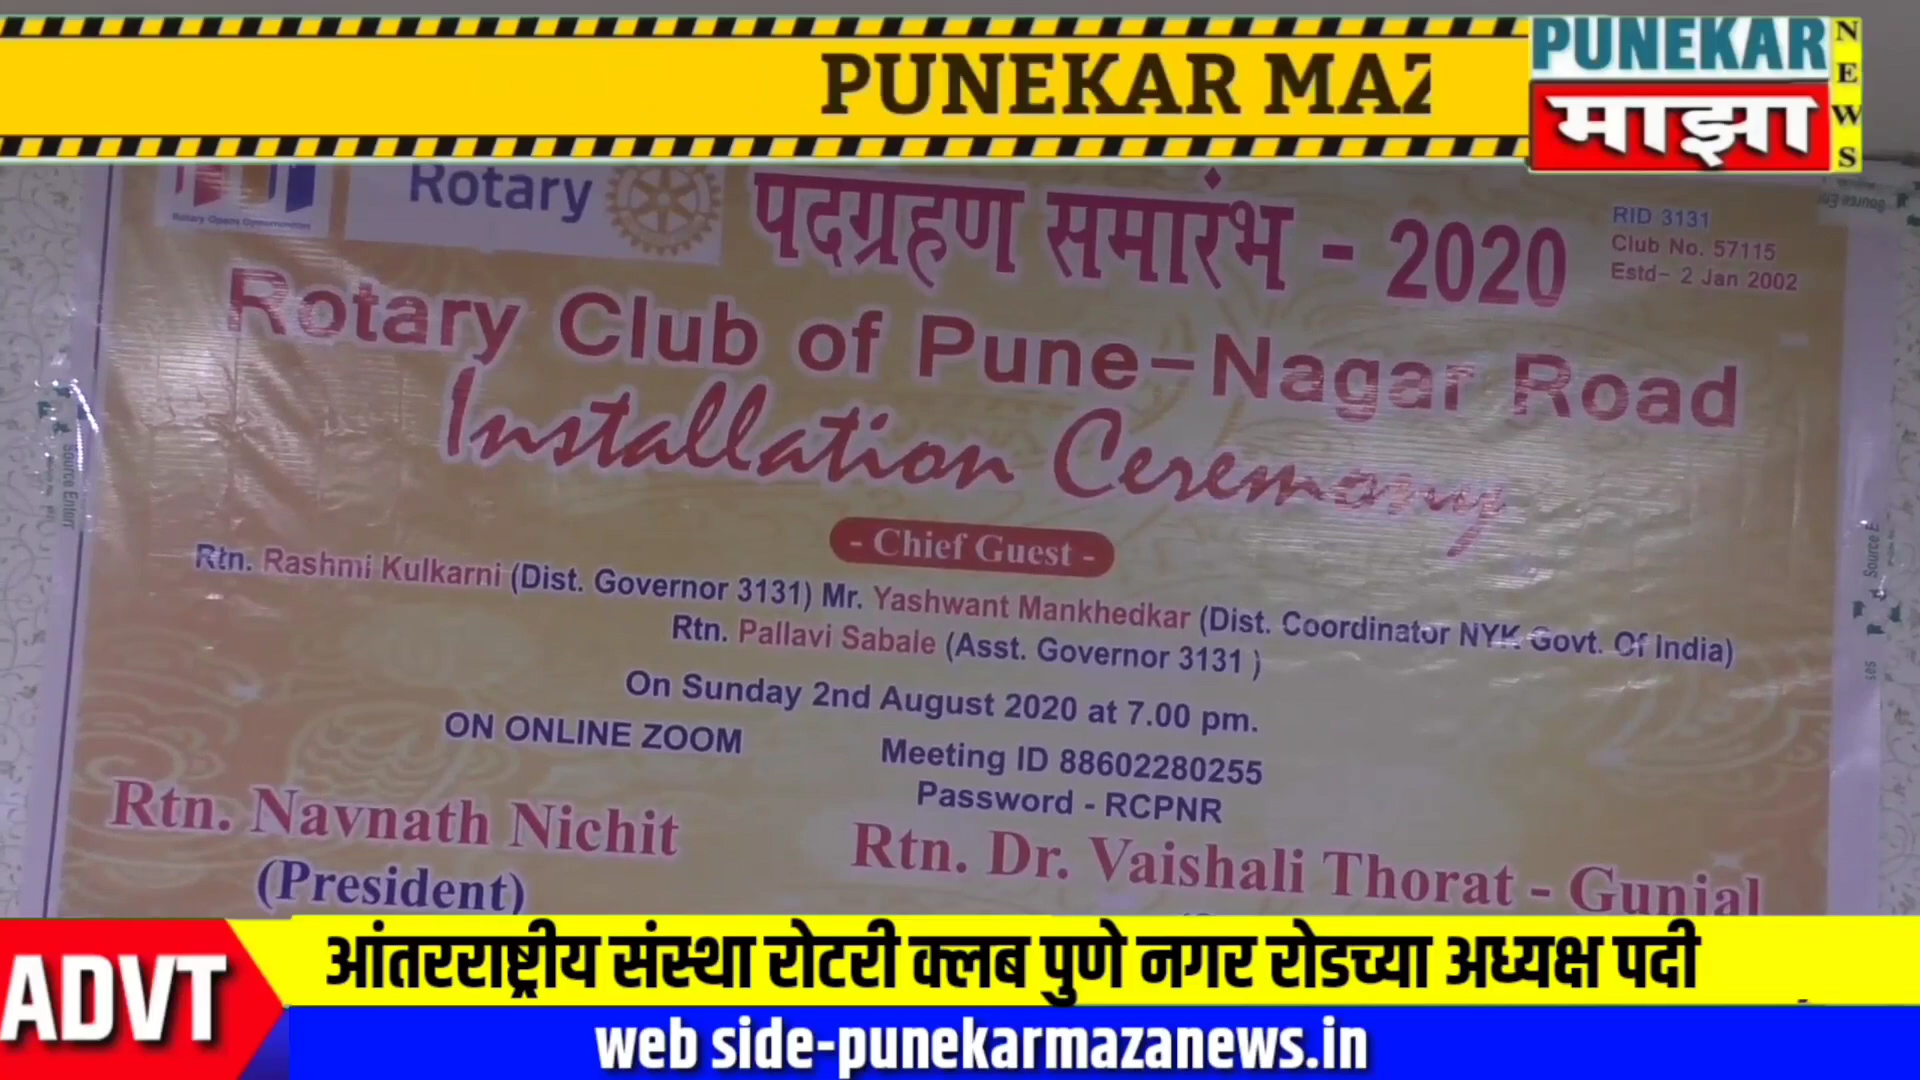 PUNEKAR MAZ
PUNEKAR
माझा
NEWS
Rotary Opens Opportunities
Rotary
पदग्रहण समारंभ - 2020
RID 3131
Club No. 57115
Estd- 2 Jan 2002
Rotary Club of Pune-Nagar Road
Installation Ceremony
- Chief Guest -
Rtn. Rashmi Kulkarni (Dist. Governor 3131) Mr. Yashwant Mankhedkar (Dist. Coordinator NYK Govt. Of India)
Rtn. Pallavi Sabale (Asst. Governor 3131 )
On Sunday 2nd August 2020 at 7.00 pm.
ON ONLINE ZOOM
Meeting ID 88602280255
Password - RCPNR
Rtn. Navnath Nichit
(President)
Rtn. Dr. Vaishali Thorat - Gunjal
ADVT
आंतरराष्ट्रीय संस्था रोटरी क्लब पुणे नगर रोडच्या अध्यक्ष पदी
web side-punekarmazanews.in